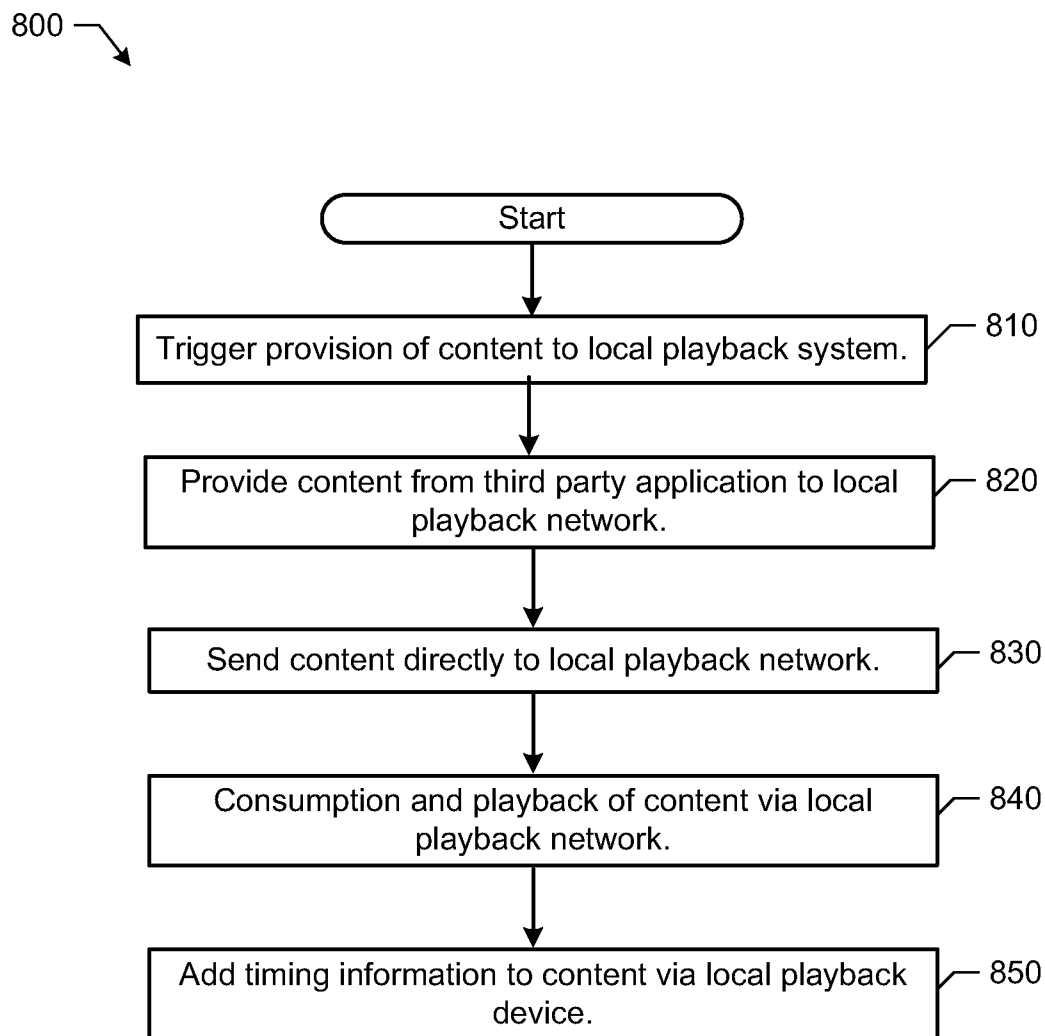 800
Start
Trigger provision of content to local playback system.
810
Provide content from third party application to local
playback network.
820
Send content directly to local playback network.
830
Consumption and playback of content via local
playback network.
840
Add timing information to content via local playback
device.
850